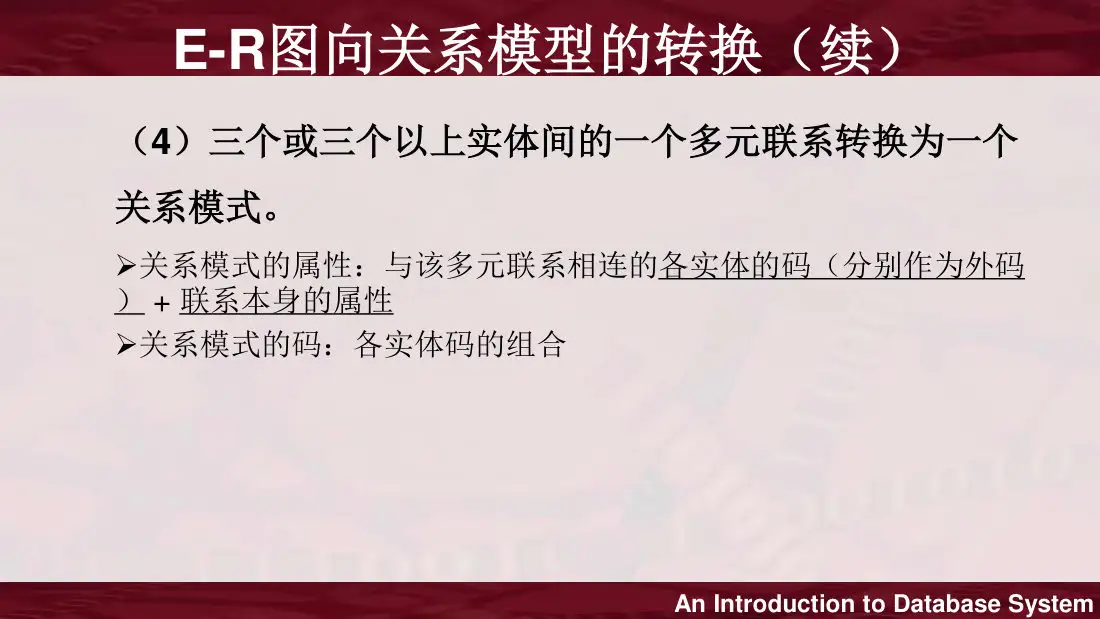 E-R图向关系模型的转换（续）
（4）三个或三个以上实体间的一个多元联系转换为一个
关系模式。
➢关系模式的属性：与该多元联系相连的各实体的码（分别作为外码
） + 联系本身的属性
➢关系模式的码：各实体码的组合
An Introduction to Database System